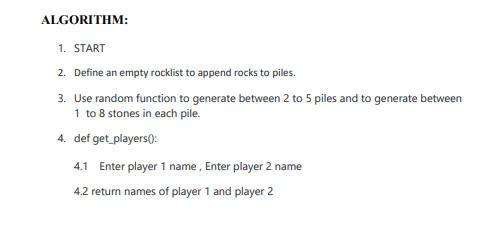 ALGORITHM:
1. START
2. Define an empty rocklist to append rocks to piles.
3. Use random function to generate between 2 to 5 piles and to generate between
1 to 8 stones in each pile.
4. def get_players():
4.1 Enter player 1 name , Enter player 2 name
4.2 return names of player 1 and player 2